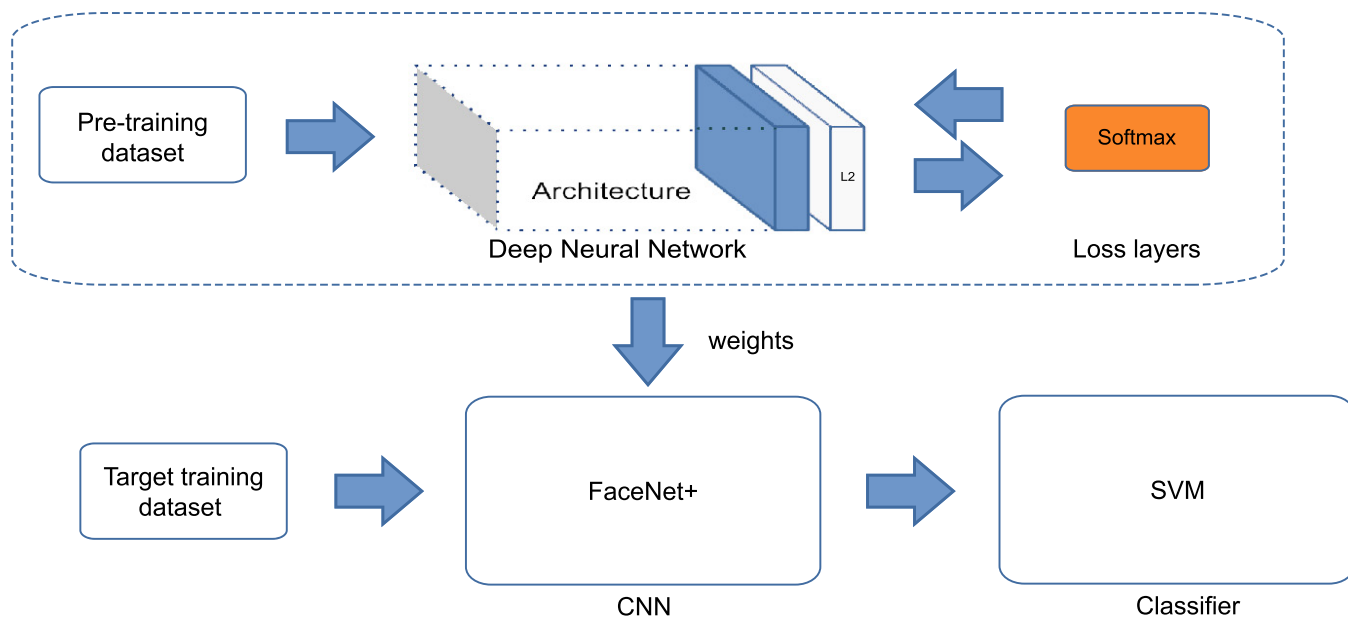 Pre-training
dataset
Architecture
L2
Softmax
Deep Neural Network
Loss layers
weights
Target training
dataset
FaceNet+
SVM
CNN
Classifier